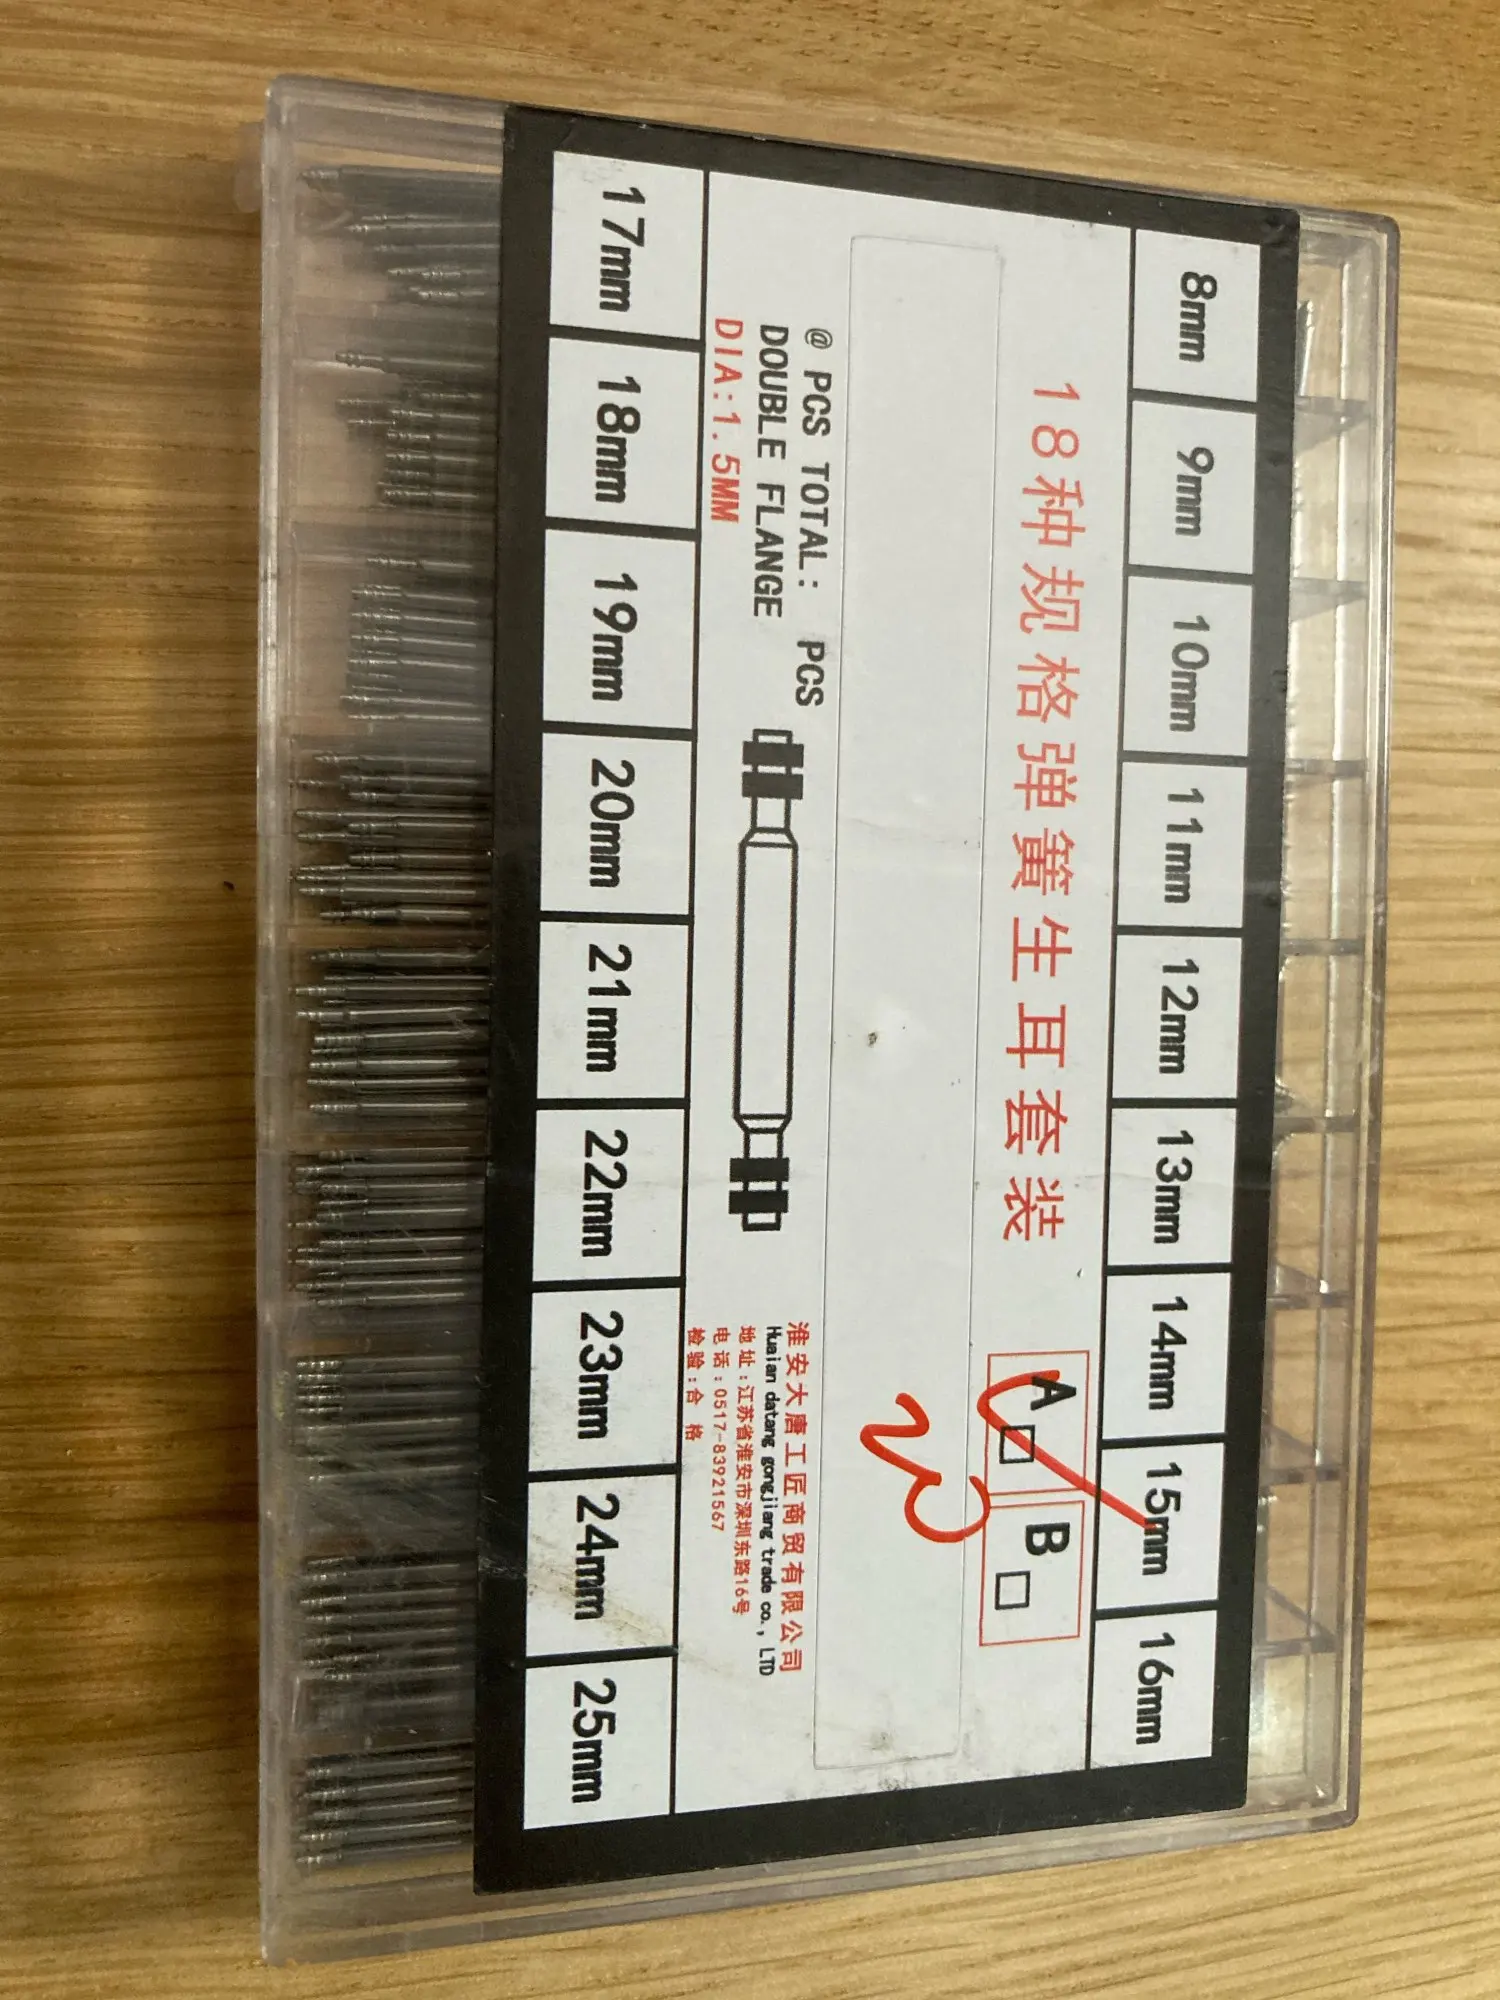 8mm 9mm 10mm 11mm 12mm 13mm 14mm 15mm 16mm
18种规格弹簧生耳套装
A B
@ PCS TOTAL: PCS
DOUBLE FLANGE
DIA:1.5MM
淮安大唐工匠商贸有限公司
Huaian datang gongjiang trade co., LTD
地址:江苏省淮安市深圳东路16号
电话:0517-83921567
检验:合 格
17mm 18mm 19mm 20mm 21mm 22mm 23mm 24mm 25mm